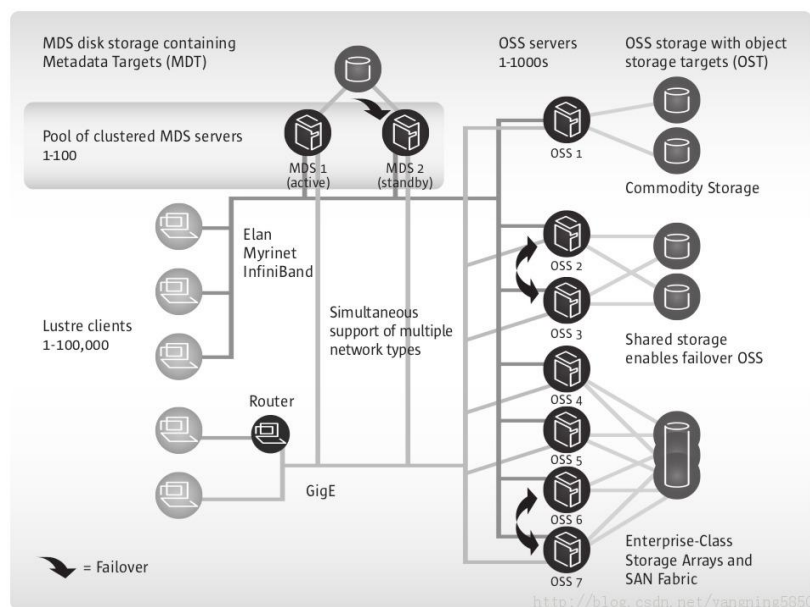 MDS disk storage containing
Metadata Targets (MDT)
OSS servers
1-1000s
OSS storage with object
storage targets (OST)
Pool of clustered MDS servers
1-100
MDS 1
(active)
MDS 2
(standby)
OSS 1
Commodity Storage
Elan
Myrinet
InfiniBand
OSS 2
Lustre clients
1-100,000
Simultaneous
support of multiple
network types
OSS 3
Shared storage
enables failover OSS
Router
OSS 4
OSS 5
GigE
OSS 6
Enterprise-Class
Storage Arrays and
SAN Fabric
= Failover
OSS 7